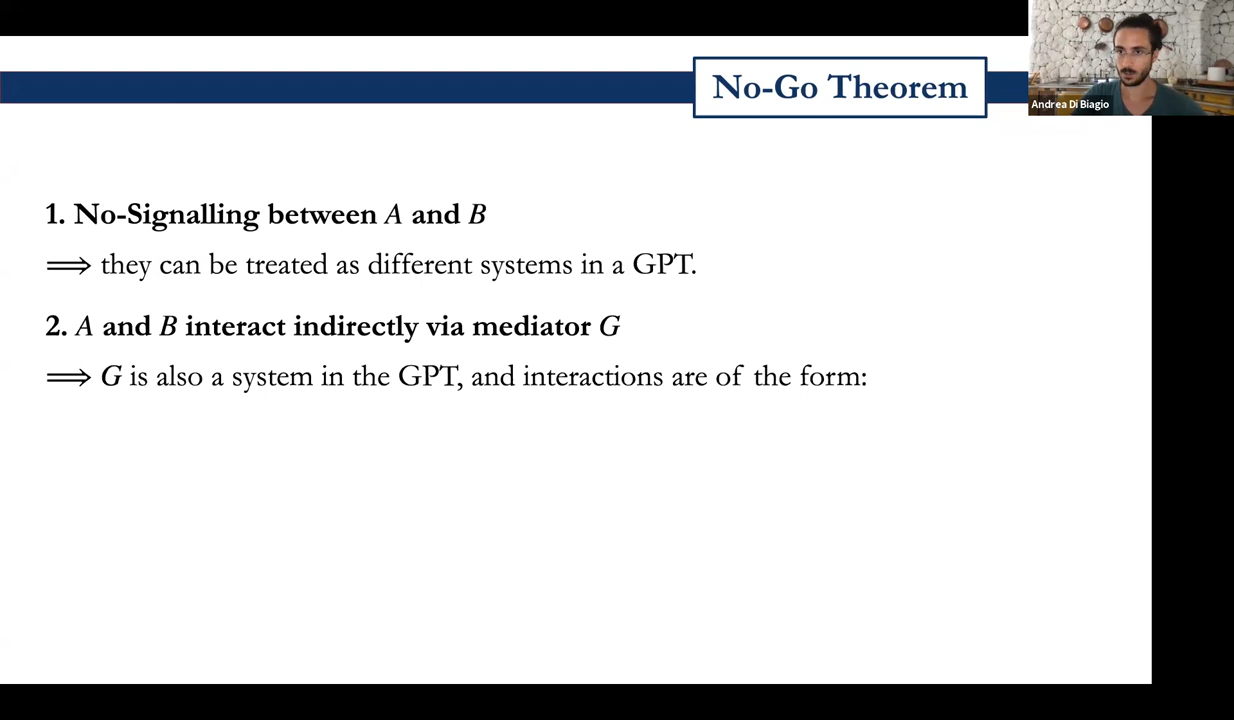 No-Go Theorem
Andrea Di Biagio
1. No-Signalling between A and B
⟹ they can be treated as different systems in a GPT.
2. A and B interact indirectly via mediator G
⟹ G is also a system in the GPT, and interactions are of the form: